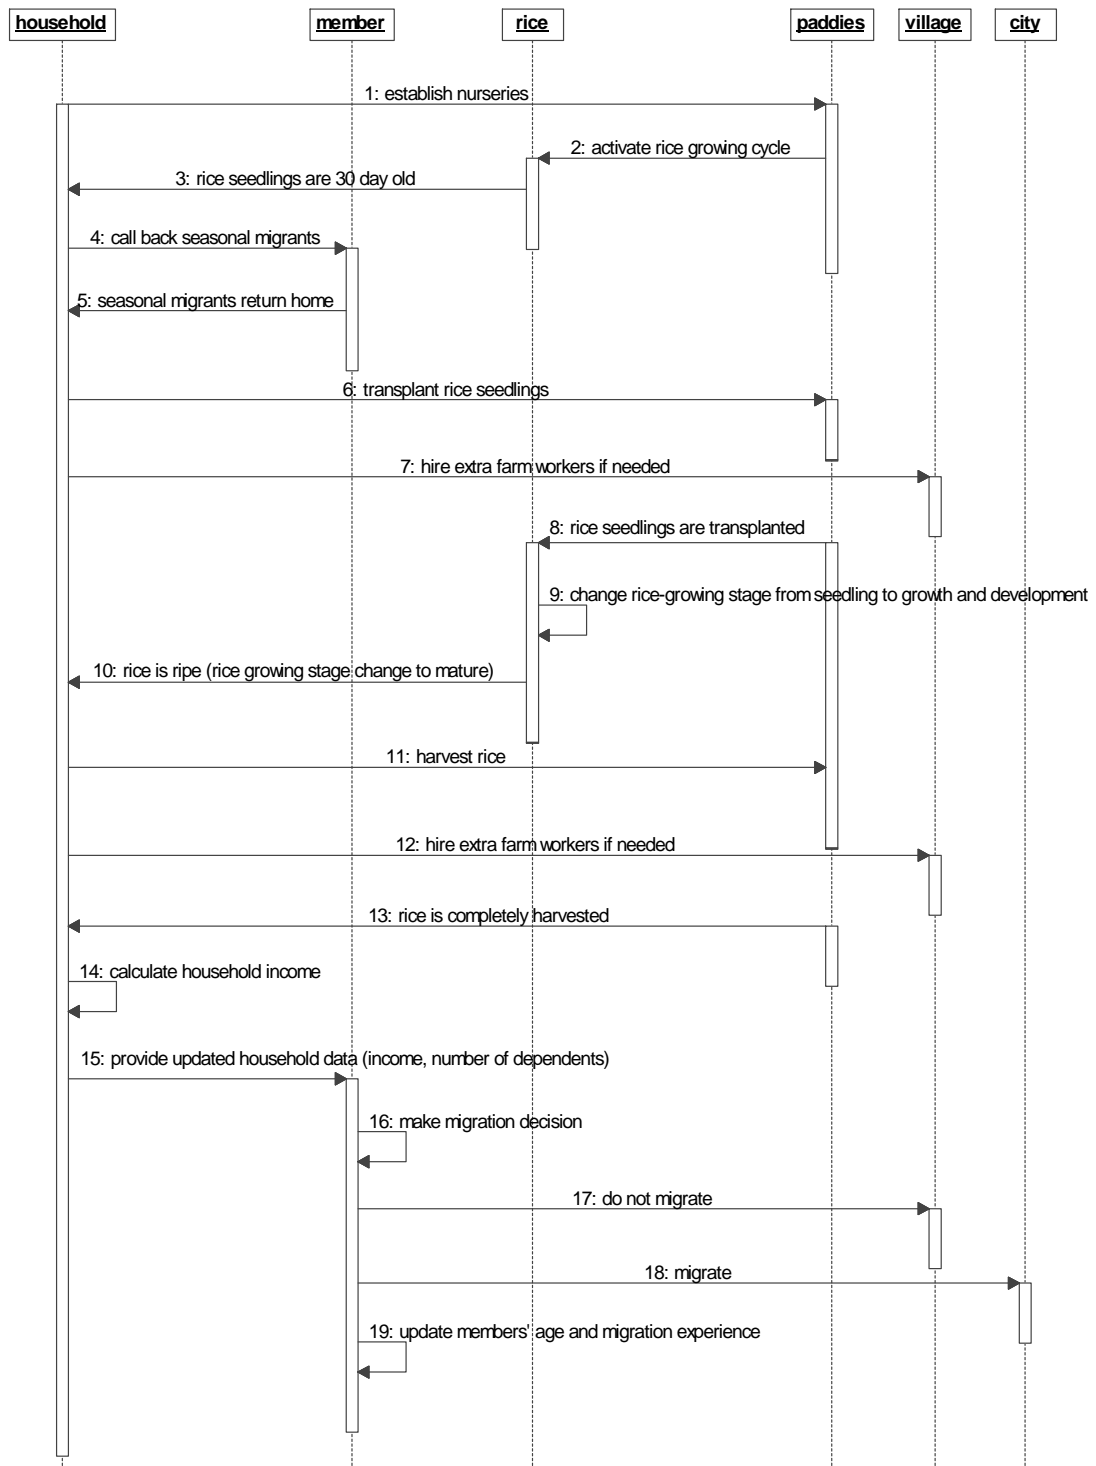 household
member
rice
paddies
village
city
1: establish nurseries
2: activate rice growing cycle
3: rice seedlings are 30 day old
4: call back seasonal migrants
5: seasonal migrants return home
6: transplant rice seedlings
7: hire extra farm workers if needed
8: rice seedlings are transplanted
9: change rice-growing stage from seedling to growth and development
10: rice is ripe (rice growing stage change to mature)
11: harvest rice
12: hire extra farm workers if needed
13: rice is completely harvested
14: calculate household income
15: provide updated household data (income, number of dependents)
16: make migration decision
17: do not migrate
18: migrate
19: update members' age and migration experience